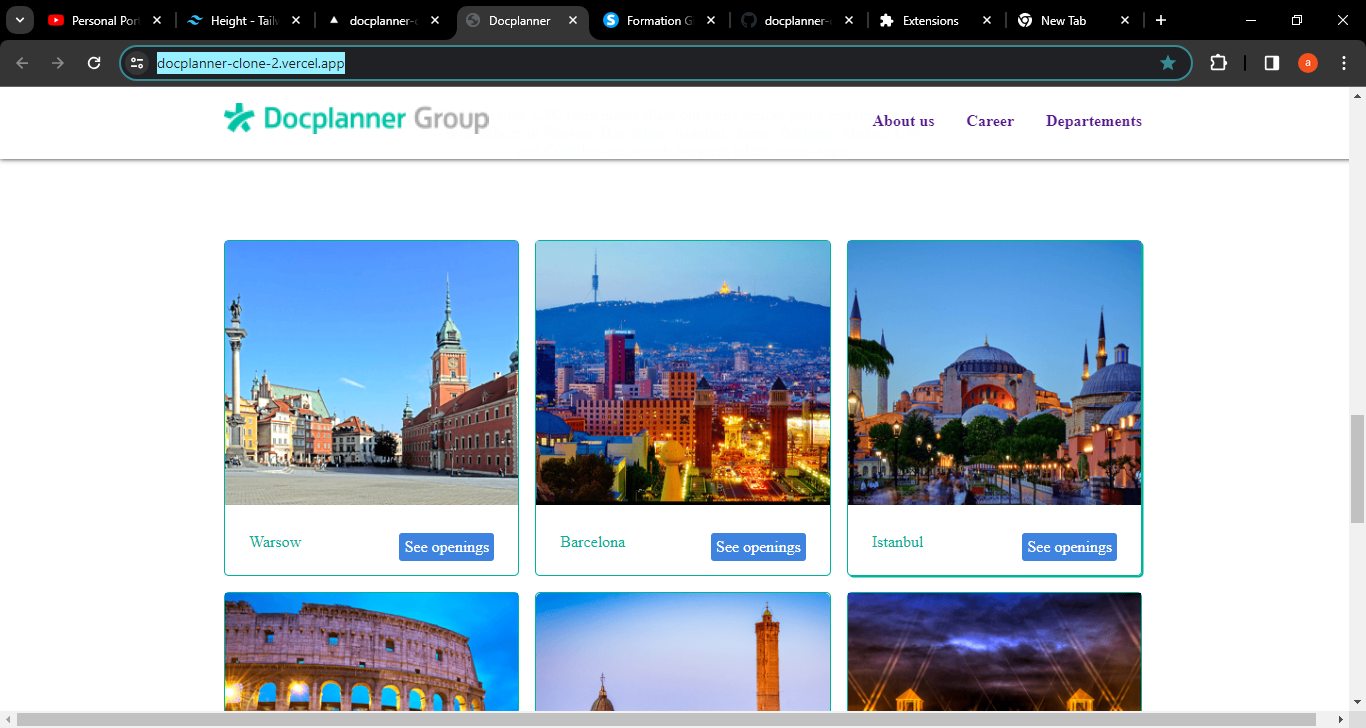 Personal Por
Height - Tail
docplanner-c
Docplanner
Formation G
docplanner-
Extensions
New Tab
docplanner-clone-2.vercel.app
a
Docplanner Group
About us
Career
Departements
Warsow
See openings
Barcelona
See openings
Istanbul
See openings